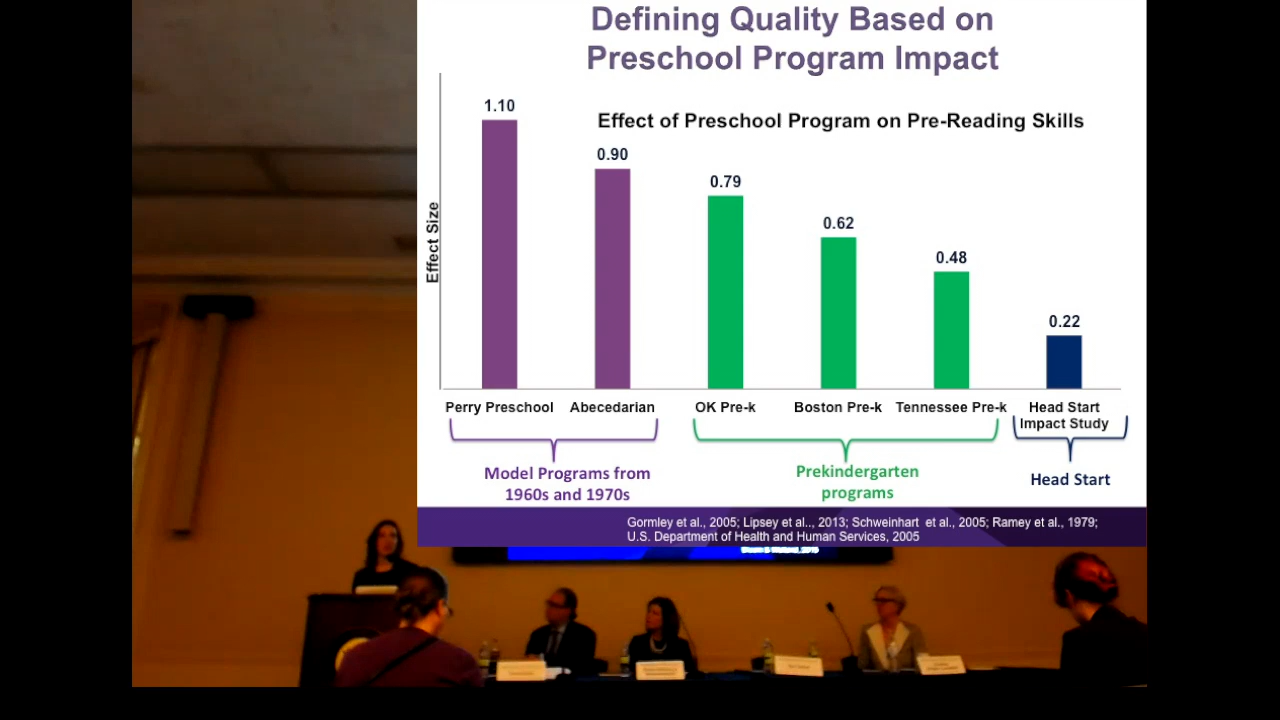 Defining Quality Based on
Preschool Program Impact
Effect of Preschool Program on Pre-Reading Skills
Effect Size
1.10
0.90
0.79
0.62
0.48
0.22
Perry Preschool
Abecedarian
OK Pre-k
Boston Pre-k
Tennessee Pre-k
Head Start
Impact Study
Model Programs from
1960s and 1970s
Prekindergarten
programs
Head Start
Gormley et al., 2005; Lipsey et al.., 2013; Schweinhart et al., 2005; Ramey et al., 1979;
U.S. Department of Health and Human Services, 2005